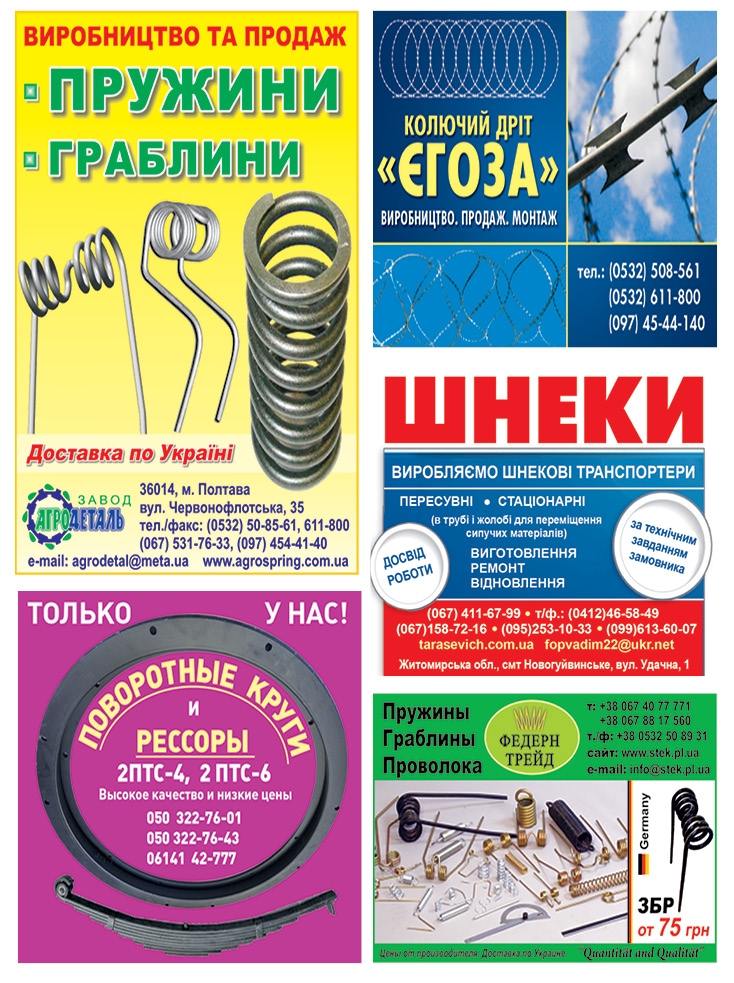 ВИРОБНИЦТВО ТА ПРОДАЖ
ПРУЖИНИ
ГРАБЛИНИ
Доставка по Україні
ЗАВОД
АГРОДЕТАЛЬ
36014, м. Полтава
вул. Червонофлотська, 35
тел./факс: (0532) 50-85-61, 611-800
(067) 531-76-33, (097) 454-41-40
e-mail: agrodetal@meta.ua www.agrospring.com.ua
КОЛЮЧИЙ ДРІТ
«ЄГОЗА»
ВИРОБНИЦТВО. ПРОДАЖ. МОНТАЖ
тел.: (0532) 508-561
(0532) 611-800
(097) 45-44-140
ШНЕКИ
ВИРОБЛЯЄМО ШНЕКОВІ ТРАНСПОРТЕРИ
ПЕРЕСУВНІ • СТАЦІОНАРНІ
(в трубі і жолобі для переміщення
сипучих матеріалів)
ДОСВІД
РОБОТИ
ВИГОТОВЛЕННЯ
РЕМОНТ
ВІДНОВЛЕННЯ
за технічним
завданням
замовника
(067) 411-67-99 • т/ф.: (0412)46-58-49
(067)158-72-16 • (095)253-10-33 • (099)613-60-07
tarasevich.com.ua fopvadim22@ukr.net
Житомирська обл., смт Новогуйвинське, вул. Удачна, 1
ТОЛЬКО У НАС!
ПОВОРОТНЫЕ КРУГИ
и
РЕССОРЫ
2ПТС-4, 2 ПТС-6
Высокое качество и низкие цены
050 322-76-01
050 322-76-43
06141 42-777
Пружины
Граблины
Проволока
ФЕДЕРН
ТРЕЙД
т: +38 067 40 77 771
+38 067 88 17 560
т./ф: +38 0532 50 89 31
сайт: www.stek.pl.ua
e-mail: info@stek.pl.ua
Germany
ЗБР
от 75 грн
Цены от производителя. Доставка по Украине.
"Quantität and Qualität"